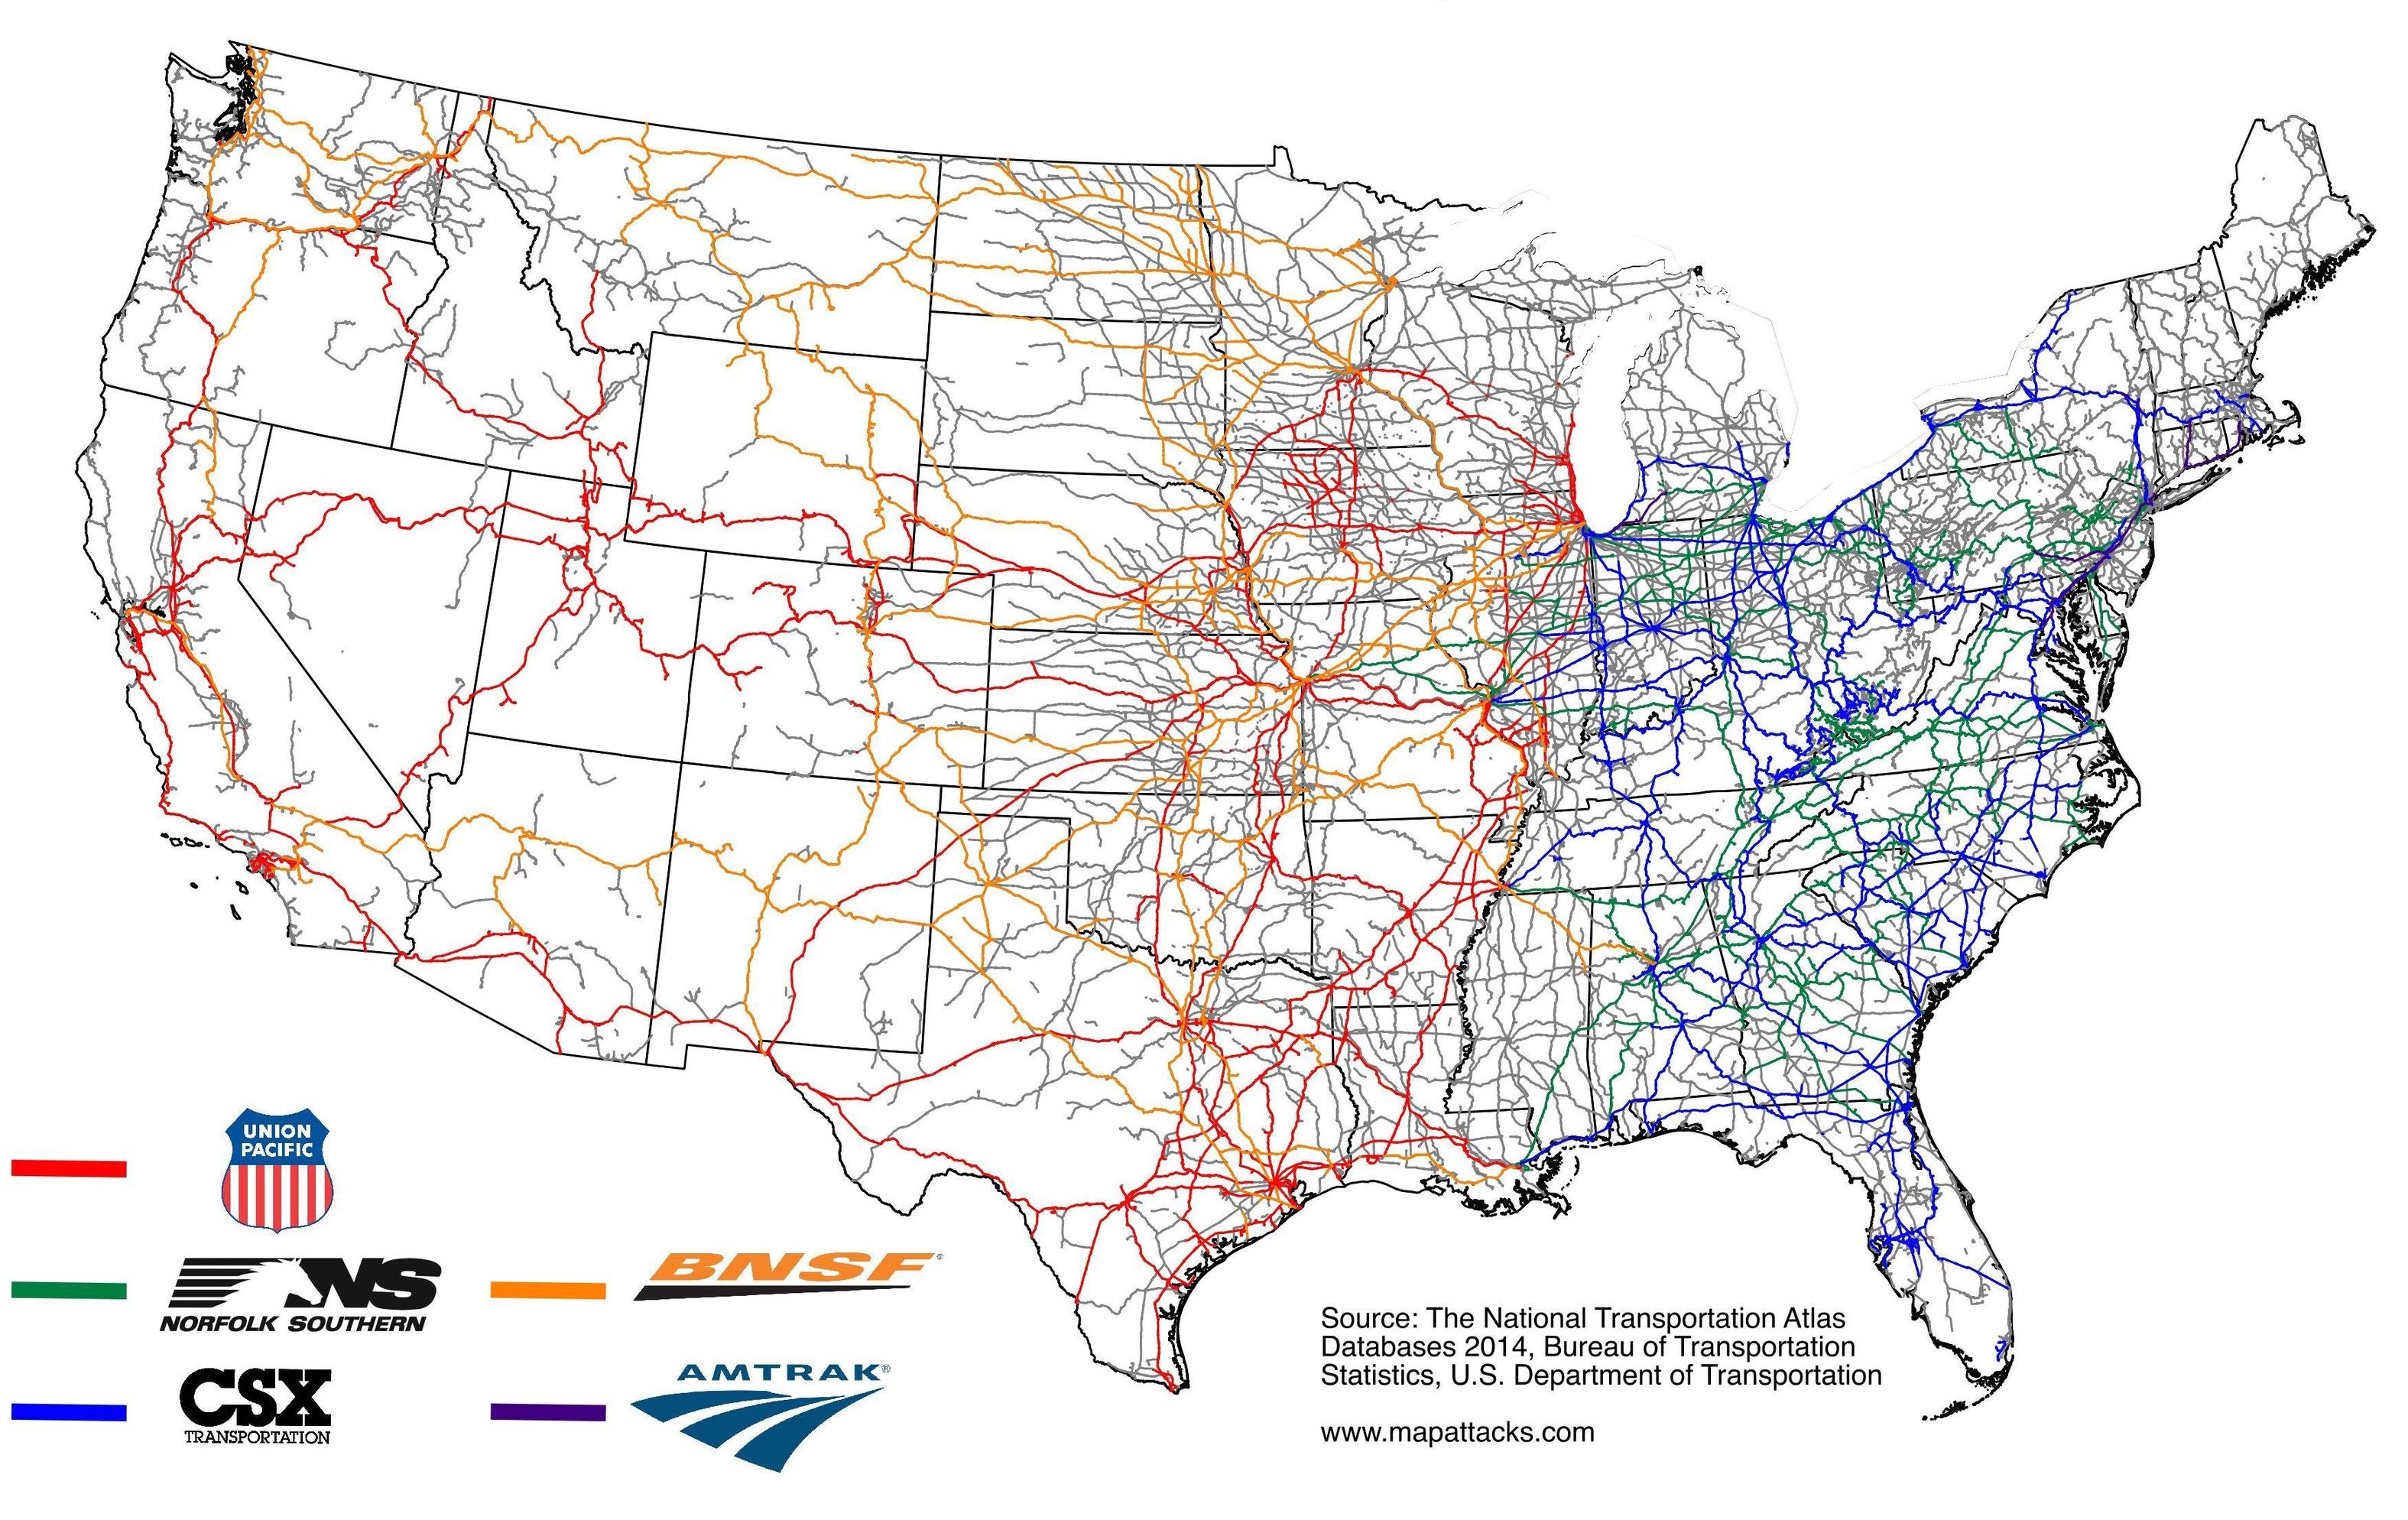 UNION
PACIFIC
NS
NORFOLK SOUTHERN
BNSF®
CSX
TRANSPORTATION
AMTRAK®
Source: The National Transportation Atlas
Databases 2014, Bureau of Transportation
Statistics, U.S. Department of Transportation
www.mapattacks.com